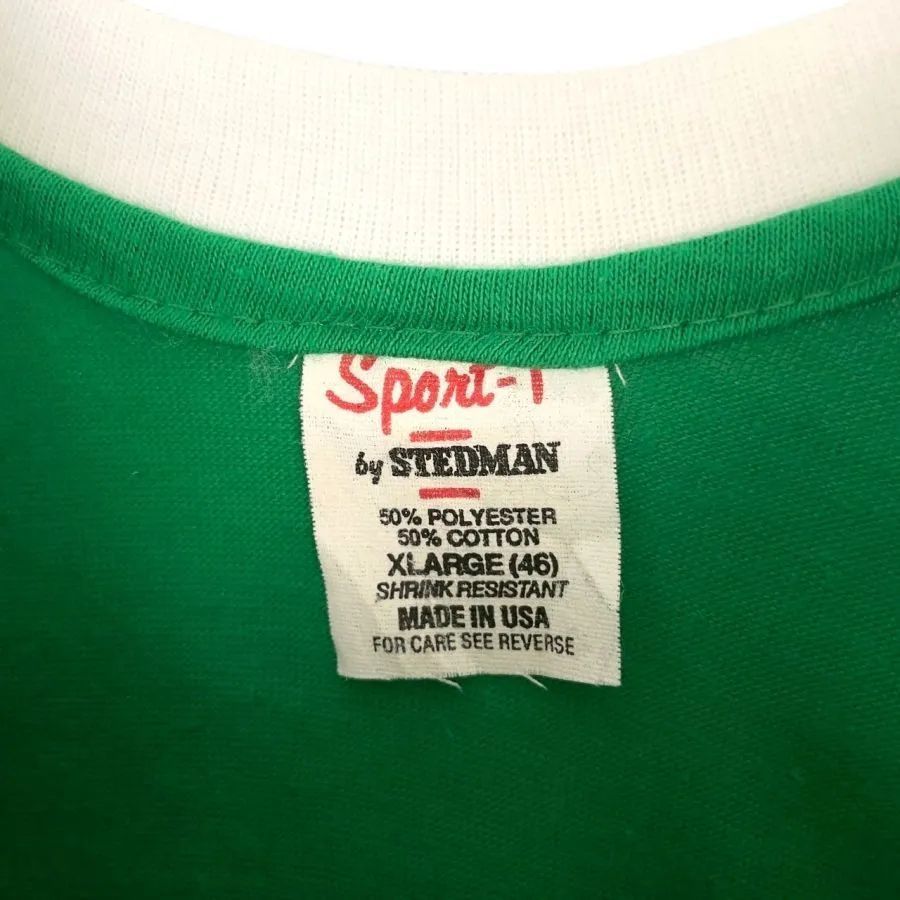 Sport-T
by STEDMAN
50% POLYESTER
50% COTTON
XLARGE (46)
SHRINK RESISTANT
MADE IN USA
FOR CARE SEE REVERSE